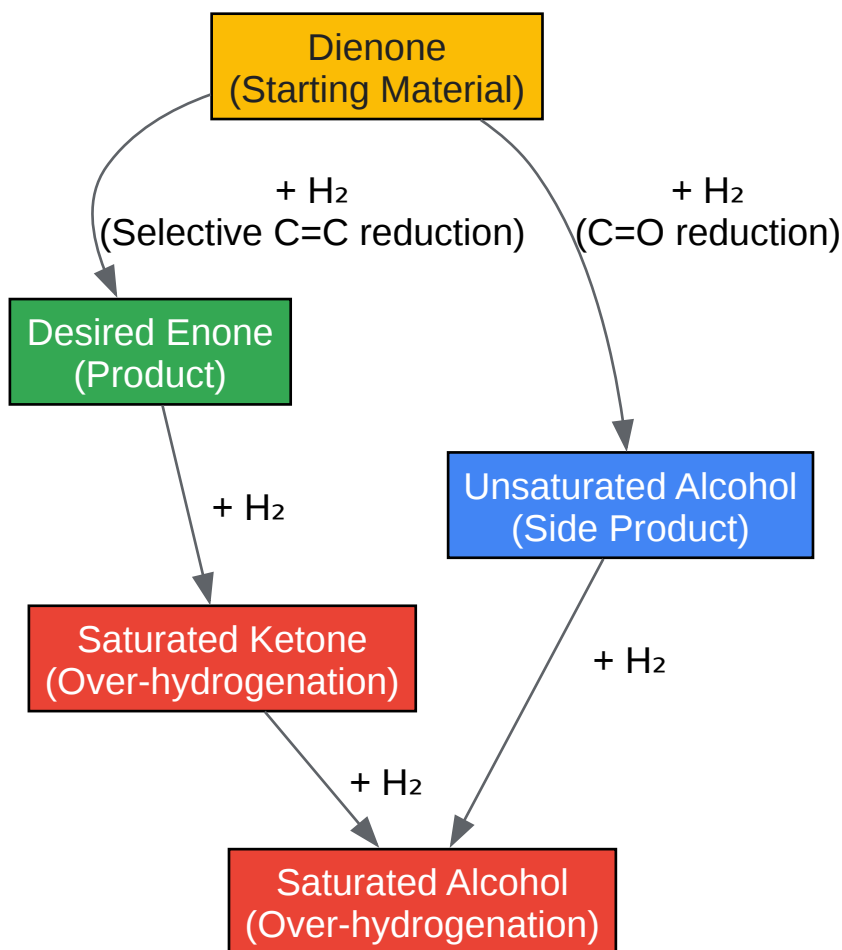 Dienone
(Starting Material)
+ H₂
(Selective C=C reduction)
+ H₂
(C=O reduction)
Desired Enone
(Product)
Unsaturated Alcohol
(Side Product)
+ H₂
Saturated Ketone
(Over-hydrogenation)
+ H₂
+ H₂
Saturated Alcohol
(Over-hydrogenation)